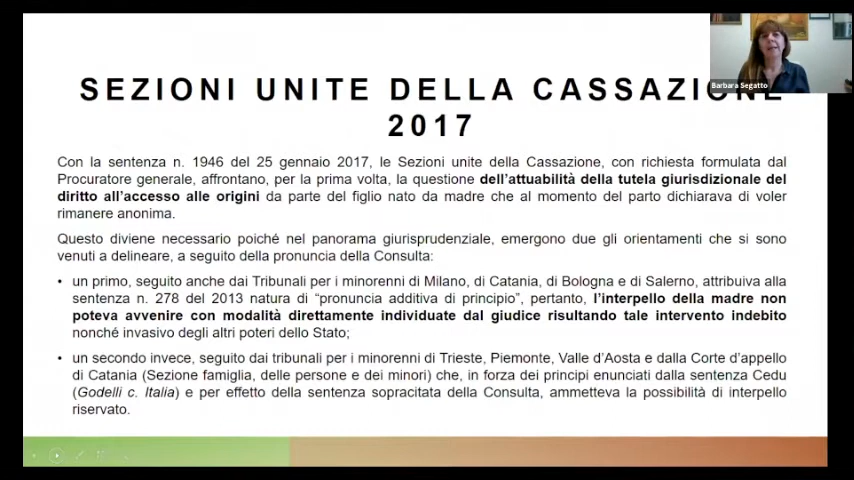 Barbara Segatto
SEZIONI UNITE DELLA CASSAZIONE
2017
Con la sentenza n. 1946 del 25 gennaio 2017, le Sezioni unite della Cassazione, con richiesta formulata dal
Procuratore generale, affrontano, per la prima volta, la questione dell'attuabilità della tutela giurisdizionale del
diritto all'accesso alle origini da parte del figlio nato da madre che al momento del parto dichiarava di voler
rimanere anonima.
Questo diviene necessario poiché nel panorama giurisprudenziale, emergono due gli orientamenti che si sono
venuti a delineare, a seguito della pronuncia della Consulta:
• un primo, seguito anche dai Tribunali per i minorenni di Milano, di Catania, di Bologna e di Salerno, attribuiva alla
sentenza n. 278 del 2013 natura di "pronuncia additiva di principio", pertanto, l'interpello della madre non
poteva avvenire con modalità direttamente individuate dal giudice risultando tale intervento indebito
nonché invasivo degli altri poteri dello Stato;
• un secondo invece, seguito dai tribunali per i minorenni di Trieste, Piemonte, Valle d'Aosta e dalla Corte d'appello
di Catania (Sezione famiglia, delle persone e dei minori) che, in forza dei principi enunciati dalla sentenza Cedu
(Godelli c. Italia) e per effetto della sentenza sopracitata della Consulta, ammetteva la possibilità di interpello
riservato.